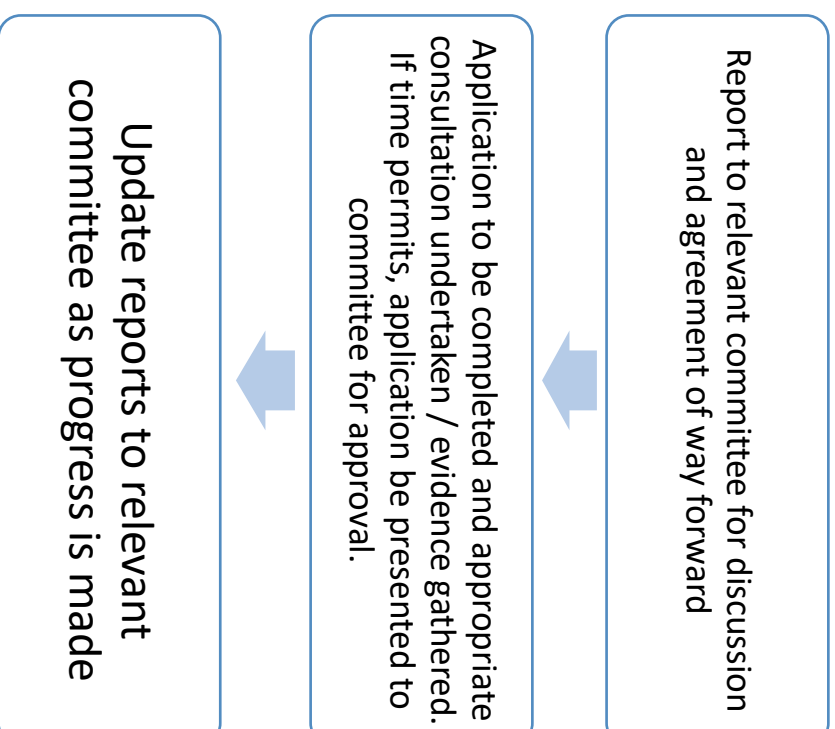 Report to relevant committee for discussion
and agreement of way forward
Application to be completed and appropriate
consultation undertaken / evidence gathered.
If time permits, application be presented to
committee for approval.
Update reports to relevant
committee as progress is made